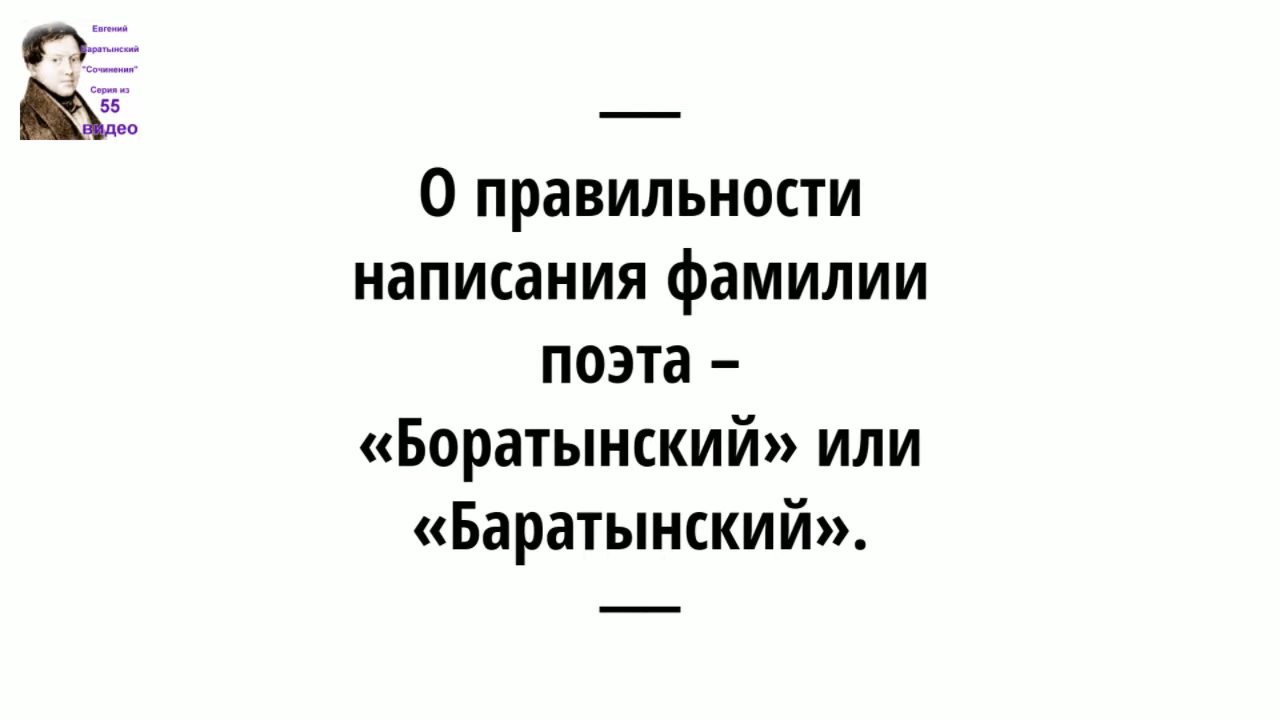 Евгений
Баратынский
"Сочинения"
Серия из
55
видео
О правильности
написания фамилии
поэта –
«Боратынский» или
«Баратынский».